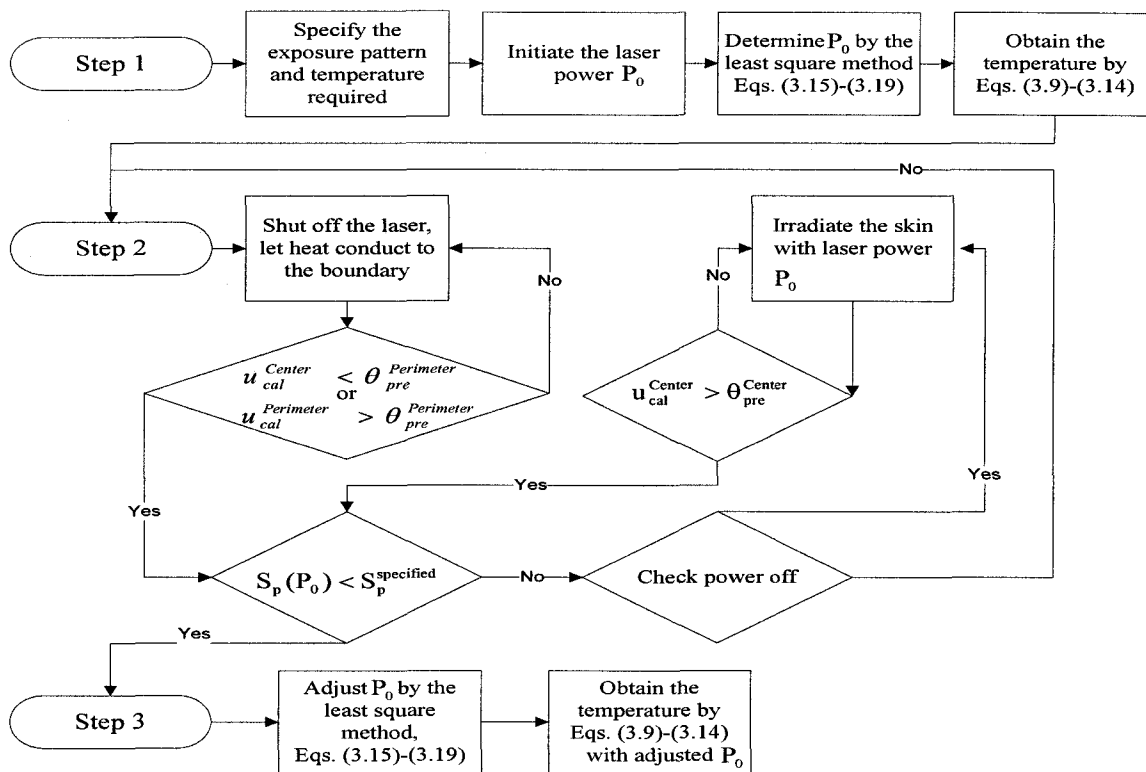 Step 1
Specify the
exposure pattern
and temperature
required
Initiate the laser
power P₀
Determine P₀ by the
least square method
Eqs. (3.15)-(3.19)
Obtain the
temperature by
Eqs. (3.9)-(3.14)
No
Step 2
Shut off the laser,
let heat conduct to
the boundary
No
Irradiate the skin
with laser power
P₀
No
u_cal^Center < θ_pre^Perimeter
or
u_cal^Perimeter > θ_pre^Perimeter
u_cal^Center > θ_pre^Center
Yes
Yes
Yes
S_p(P₀) < S_p^specified
No
Check power off
Yes
Step 3
Adjust P₀ by the
least square
method,
Eqs. (3.15)-(3.19)
Obtain the
temperature by
Eqs. (3.9)-(3.14)
with adjusted P₀